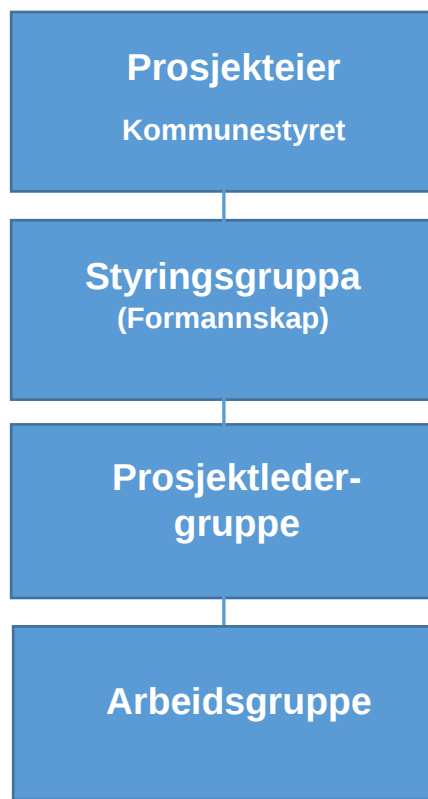 Prosjekteier
Kommunestyret
Styringsgruppa
(Formannskap)
Prosjektleder-
gruppe
Arbeidsgruppe